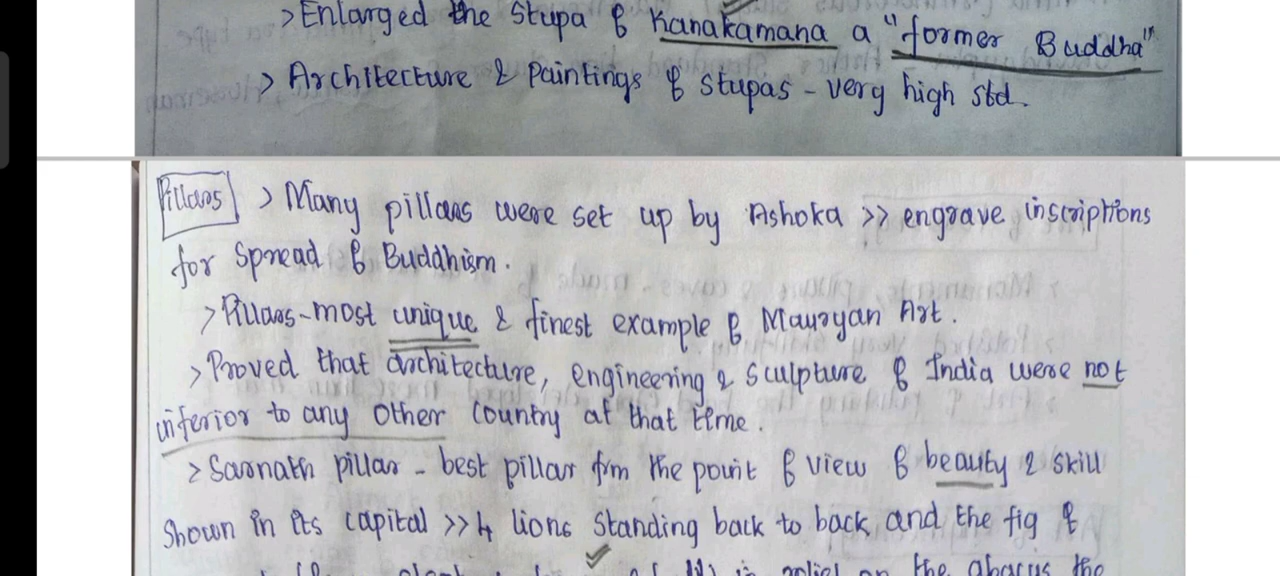 > Enlarged the Stupa of Kanakamana a "former Buddha"
> Architecture & Paintings of stupas - very high std.
Pillars > Many pillars were set up by Ashoka >> engrave inscriptions
for Spread of Buddhism.
> Pillars - most unique & finest example of Mauryan Art.
> Proved that architecture, engineering & sculpture of India were not
inferior to any other country at that time.
> Sarnath pillar - best pillar frm the point of view of beauty & skill
Shown in its capital >> 4 lions standing back to back and the fig of
on the abacus the